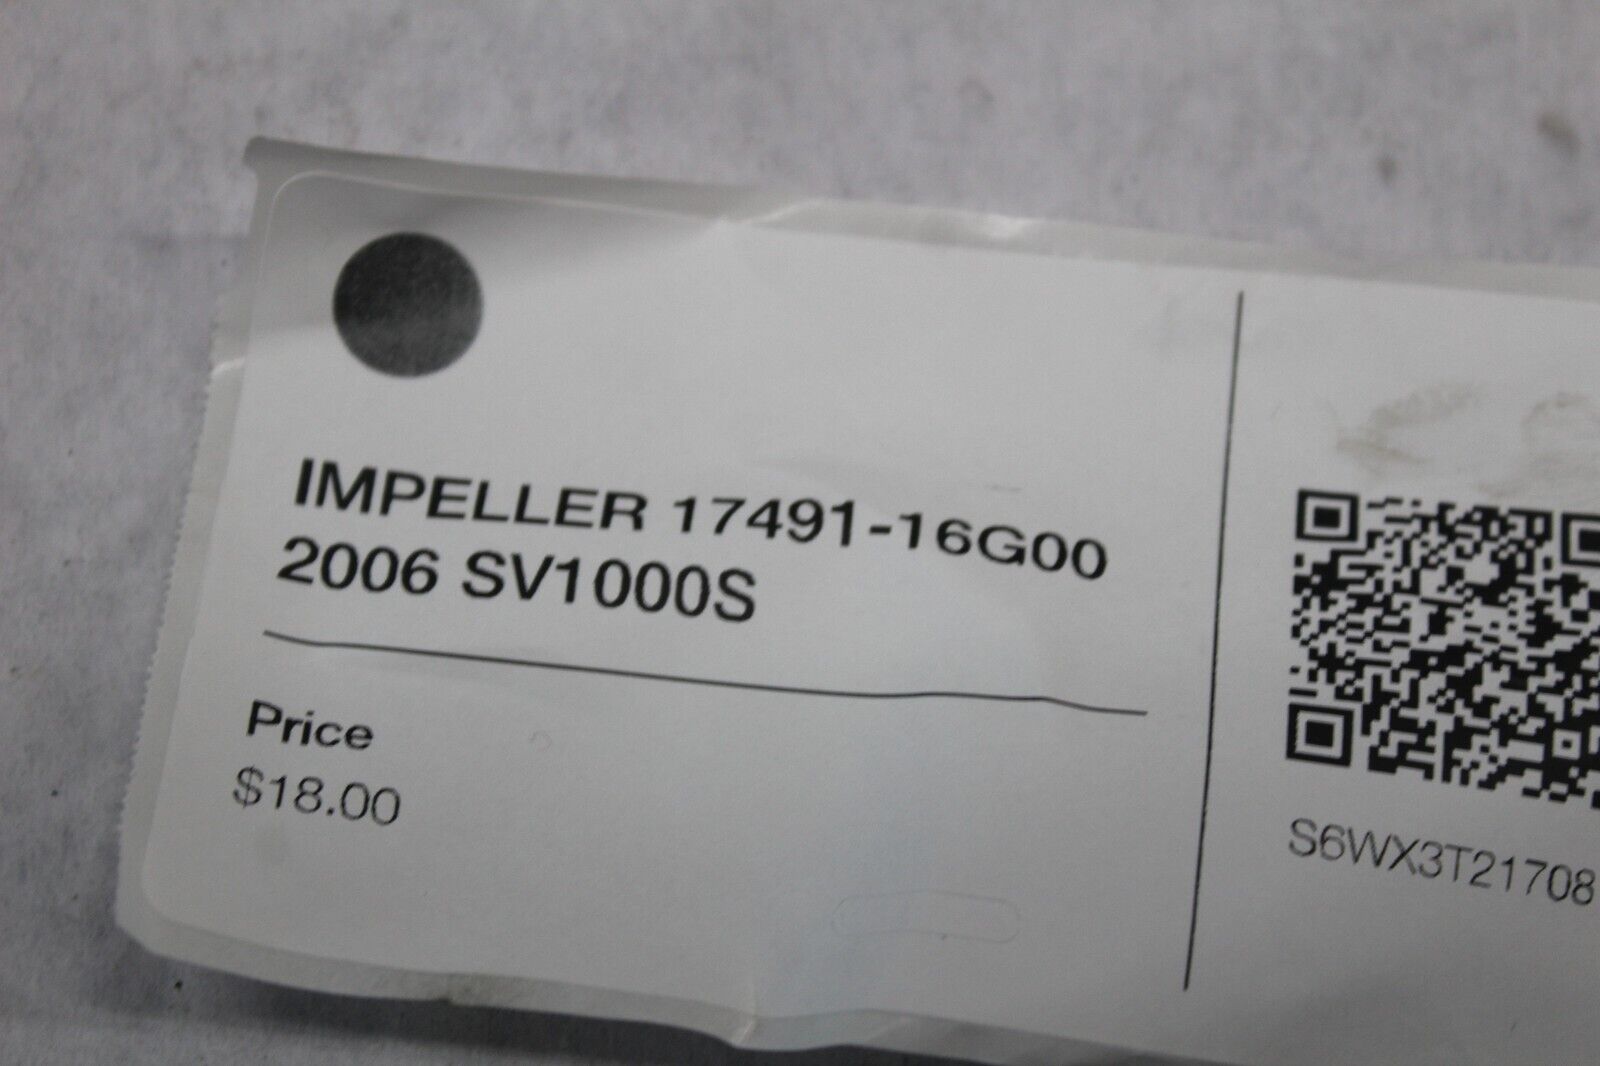 IMPELLER 17491-16G00
2006 SV1000S
Price
$18.00
S6WX3T21708